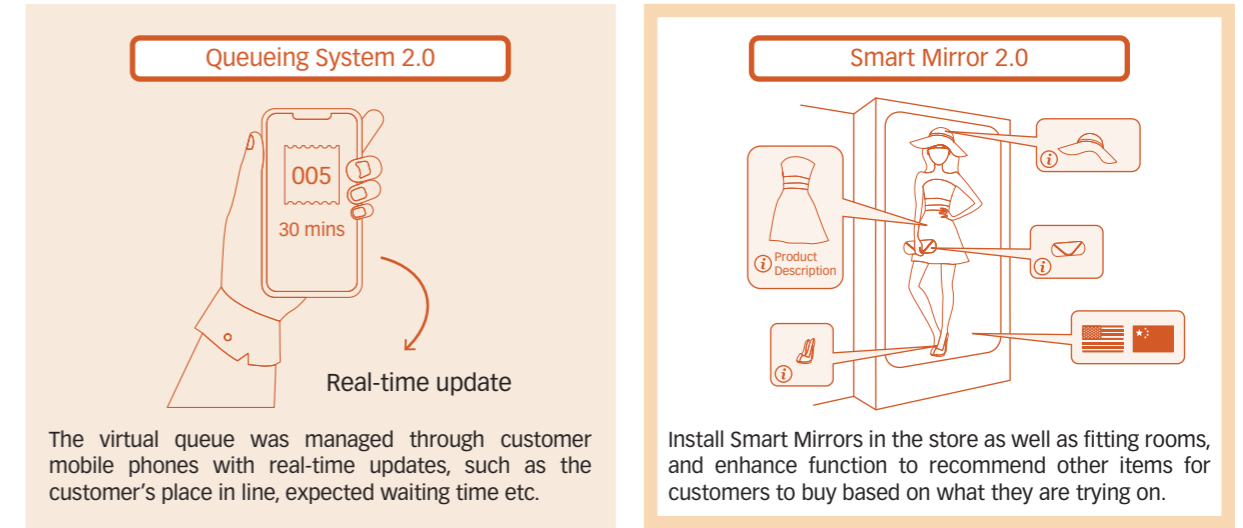 Queueing System 2.0
005
30 mins
Real-time update
The virtual queue was managed through customer
mobile phones with real-time updates, such as the
customer's place in line, expected waiting time etc.
Smart Mirror 2.0
i
i Product
Description
i
i
Install Smart Mirrors in the store as well as fitting rooms,
and enhance function to recommend other items for
customers to buy based on what they are trying on.